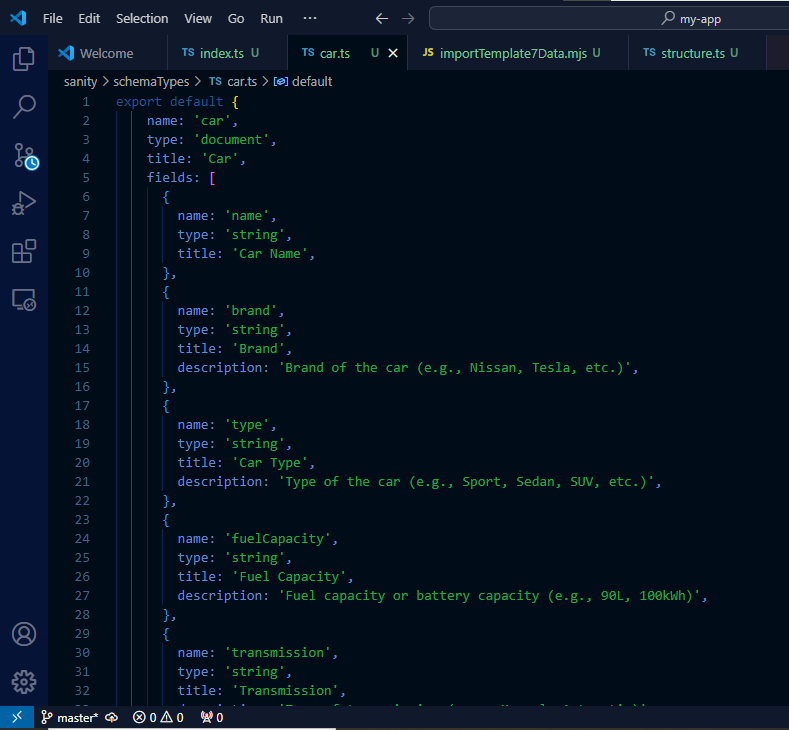 File Edit Selection View Go Run ··· my-app
Welcome TS index.ts U TS car.ts U JS importTemplate7Data.mjs U TS structure.ts U
sanity > schemaTypes > TS car.ts > default
1 export default {
2 name: 'car',
3 type: 'document',
4 title: 'Car',
5 fields: [
6 {
7 name: 'name',
8 type: 'string',
9 title: 'Car Name',
10 },
11 {
12 name: 'brand',
13 type: 'string',
14 title: 'Brand',
15 description: 'Brand of the car (e.g., Nissan, Tesla, etc.)',
16 },
17 {
18 name: 'type',
19 type: 'string',
20 title: 'Car Type',
21 description: 'Type of the car (e.g., Sport, Sedan, SUV, etc.)',
22 },
23 {
24 name: 'fuelCapacity',
25 type: 'string',
26 title: 'Fuel Capacity',
27 description: 'Fuel capacity or battery capacity (e.g., 90L, 100kWh)',
28 },
29 {
30 name: 'transmission',
31 type: 'string',
32 title: 'Transmission',
master* 0 0 0